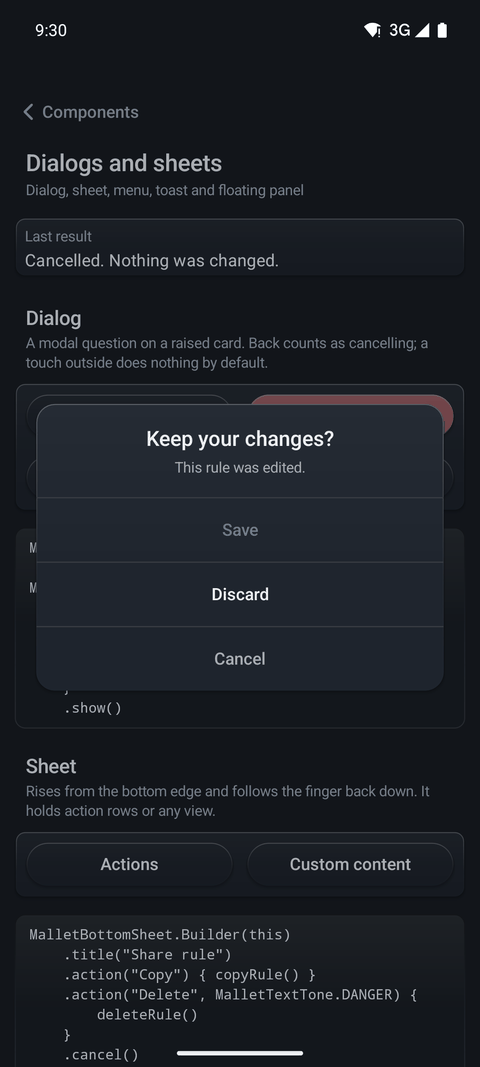 9:30
3G
Components
Dialogs and sheets
Dialog, sheet, menu, toast and floating panel
Last result
Cancelled. Nothing was changed.
Dialog
A modal question on a raised card. Back counts as cancelling; a
touch outside does nothing by default.
Keep your changes?
This rule was edited.
Save
Discard
Cancel
M
M
}
.show()
Sheet
Rises from the bottom edge and follows the finger back down. It
holds action rows or any view.
Actions
Custom content
MalletBottomSheet.Builder(this)
    .title("Share rule")
    .action("Copy") { copyRule() }
    .action("Delete", MalletTextTone.DANGER) {
        deleteRule()
    }
    .cancel()